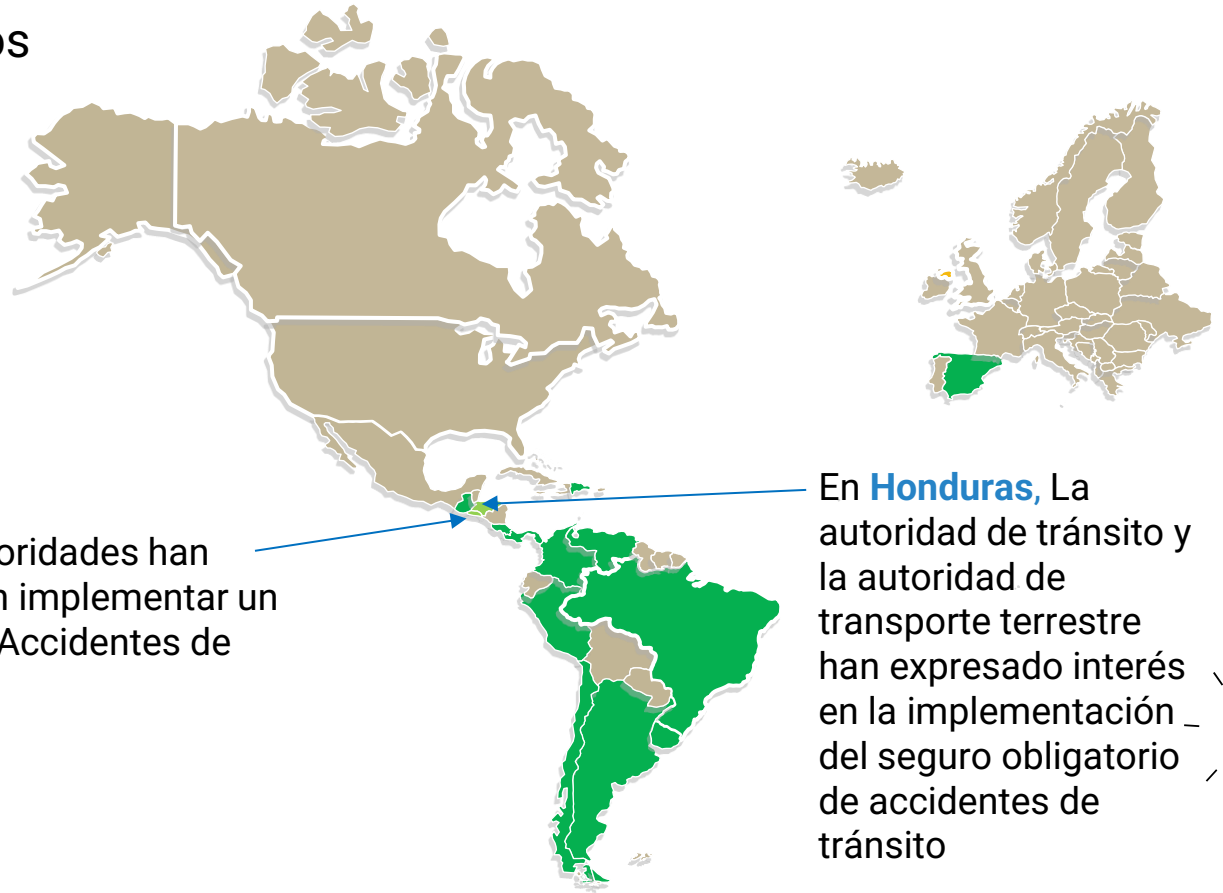 os
oridades han
n implementar un
Accidentes de
En Honduras, La
autoridad de tránsito y
la autoridad de
transporte terrestre
han expresado interés
en la implementación
del seguro obligatorio
de accidentes de
tránsito